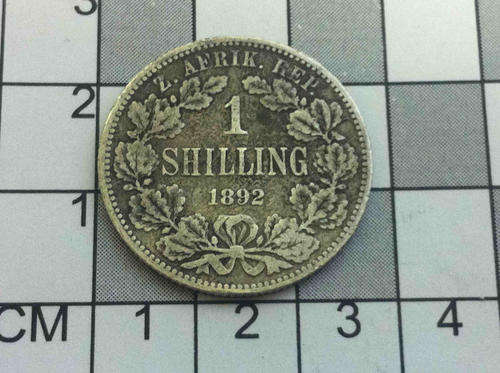 3
Z. AFRIK. REP.
2
1
SHILLING
1892
1
CM 1 2 3 4